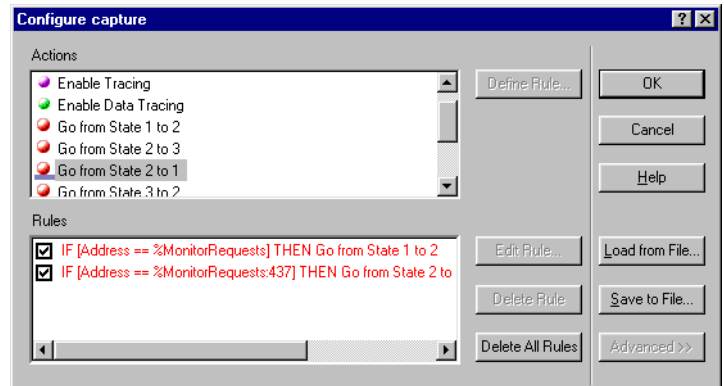 Configure capture
Actions
Enable Tracing
Enable Data Tracing
Go from State 1 to 2
Go from State 2 to 3
Go from State 2 to 1
Go from State 3 to 2
Define Rule...
OK
Cancel
Help
Rules
IF [Address == %MonitorRequests] THEN Go from State 1 to 2
IF [Address == %MonitorRequests:437] THEN Go from State 2 to
Edit Rule...
Delete Rule
Delete All Rules
Load from File...
Save to File...
Advanced >>